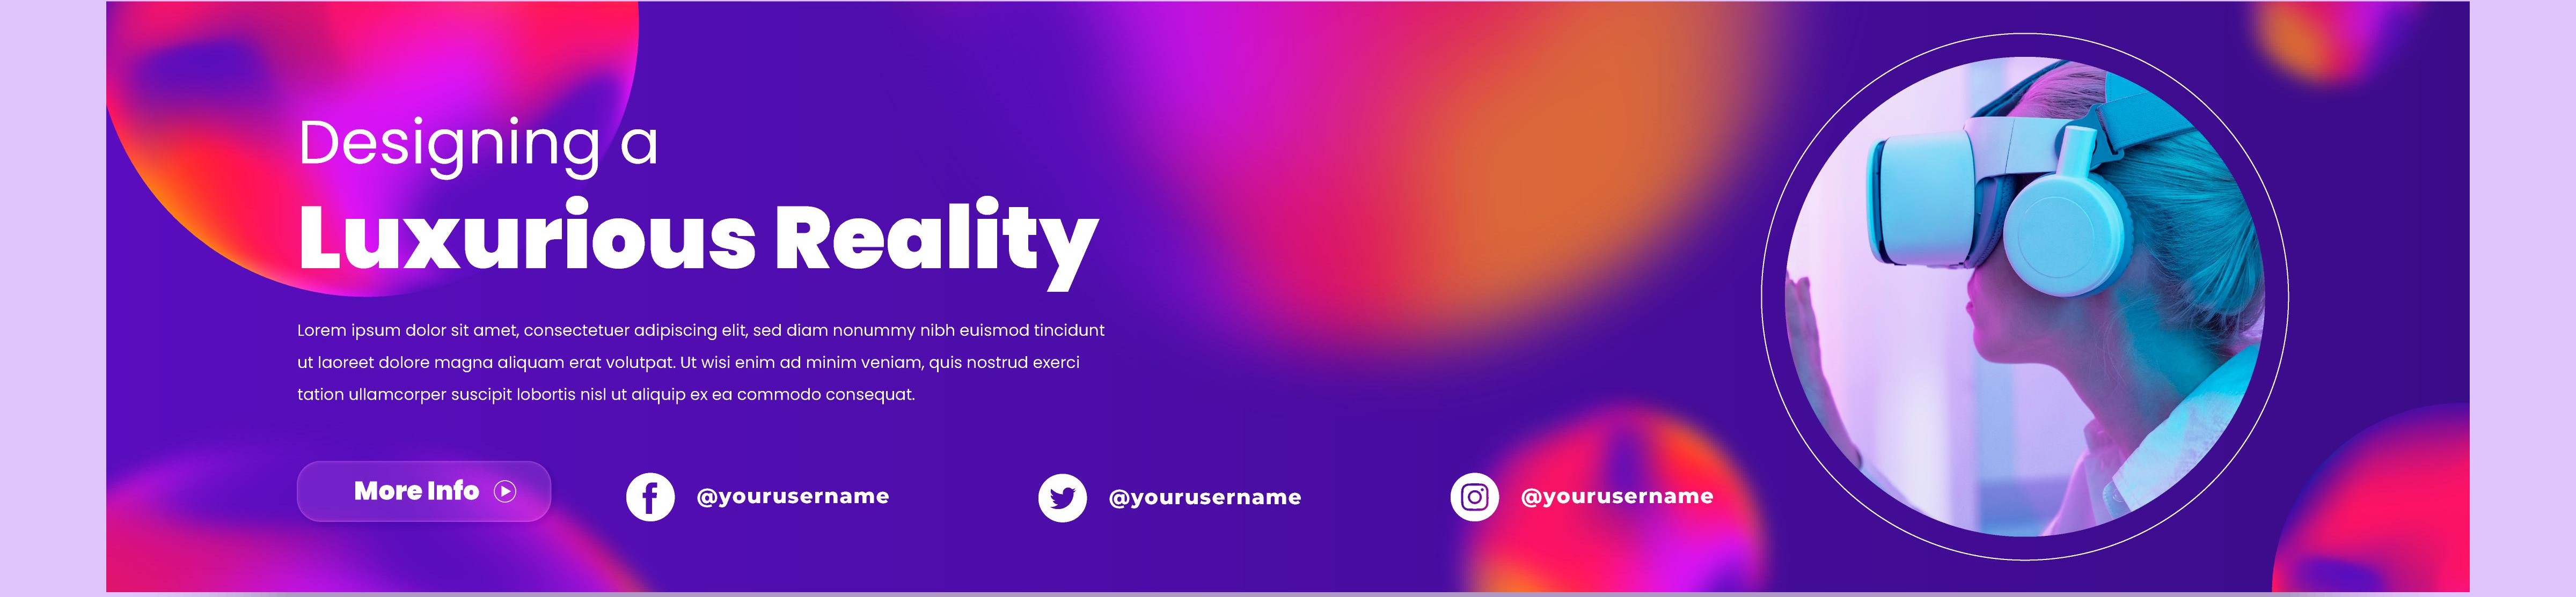 Designing a
Luxurious Reality
Lorem ipsum dolor sit amet, consectetuer adipiscing elit, sed diam nonummy nibh euismod tincidunt
ut laoreet dolore magna aliquam erat volutpat. Ut wisi enim ad minim veniam, quis nostrud exerci
tation ullamcorper suscipit lobortis nisl ut aliquip ex ea commodo consequat.
More Info
@yourusername
@yourusername
@yourusername